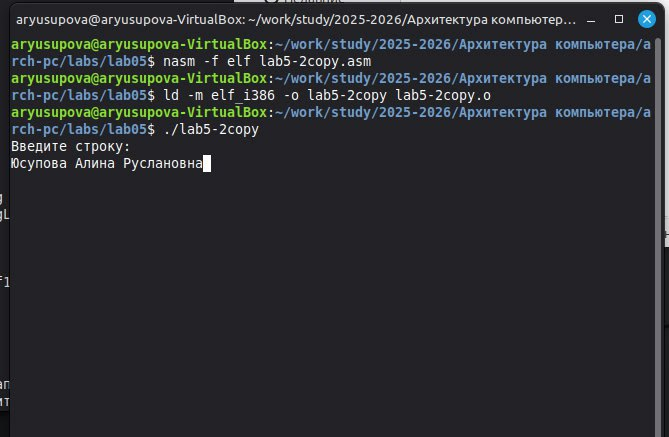 aryusupova@aryusupova-VirtualBox: ~/work/study/2025-2026/Архитектура компьютер...
aryusupova@aryusupova-VirtualBox:~/work/study/2025-2026/Архитектура компьютера/a
rch-pc/labs/lab05$ nasm -f elf lab5-2copy.asm
aryusupova@aryusupova-VirtualBox:~/work/study/2025-2026/Архитектура компьютера/a
rch-pc/labs/lab05$ ld -m elf_i386 -o lab5-2copy lab5-2copy.o
aryusupova@aryusupova-VirtualBox:~/work/study/2025-2026/Архитектура компьютера/a
rch-pc/labs/lab05$ ./lab5-2copy
Введите строку:
Юсупова Алина Руслановна